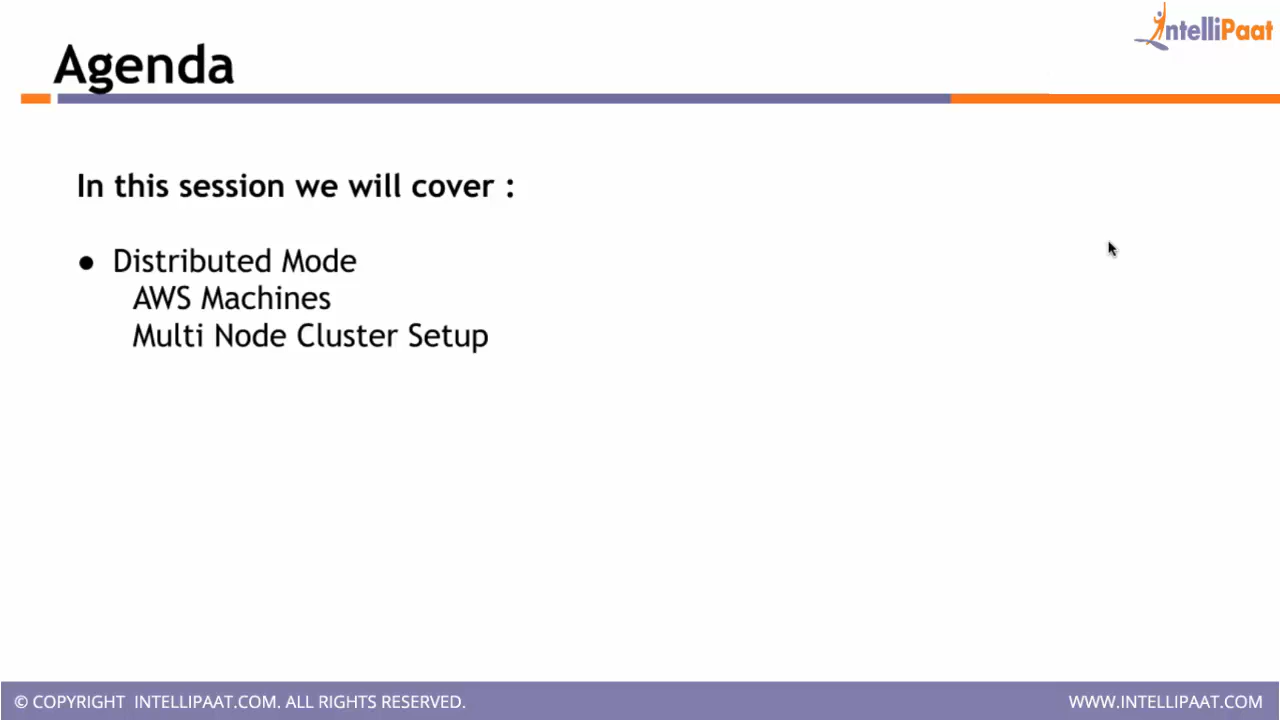 IntelliPaat
Agenda
In this session we will cover :
● Distributed Mode
AWS Machines
Multi Node Cluster Setup
© COPYRIGHT INTELLIPAAT.COM. ALL RIGHTS RESERVED.
WWW.INTELLIPAAT.COM